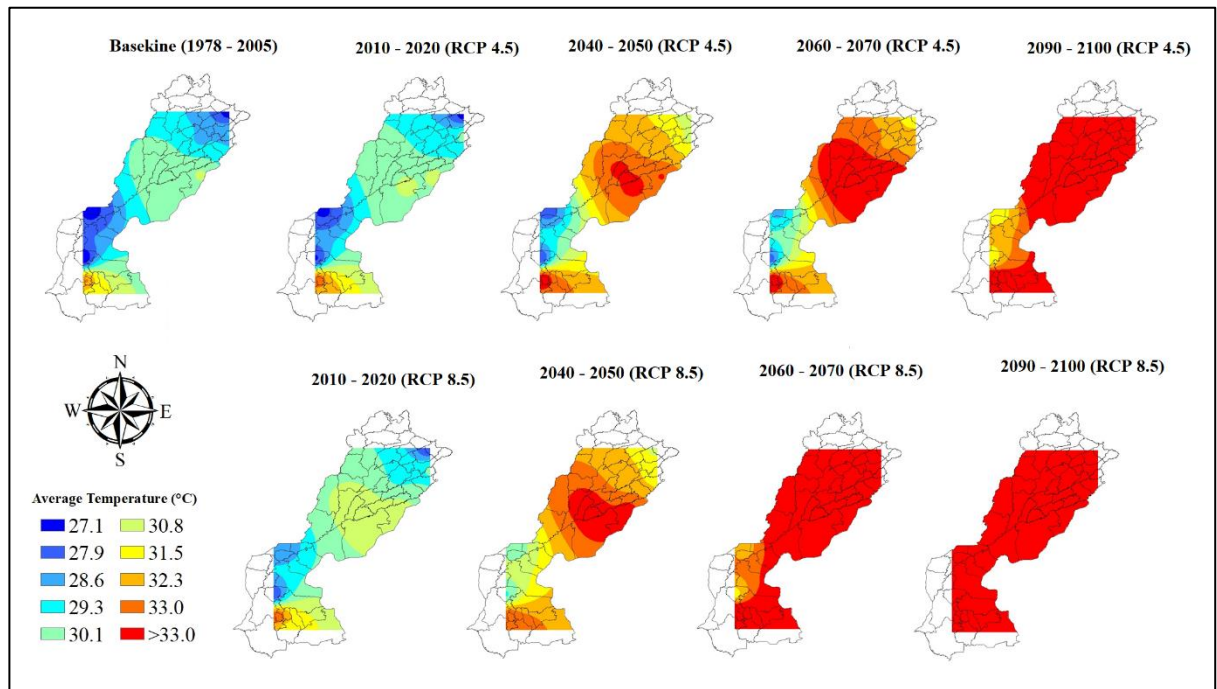 Basekine (1978 - 2005)
2010 - 2020 (RCP 4.5)
2040 - 2050 (RCP 4.5)
2060 - 2070 (RCP 4.5)
2090 - 2100 (RCP 4.5)
2010 - 2020 (RCP 8.5)
2040 - 2050 (RCP 8.5)
2060 - 2070 (RCP 8.5)
2090 - 2100 (RCP 8.5)
N
W
E
S
Average Temperature (°C)
27.1
30.8
27.9
31.5
28.6
32.3
29.3
33.0
30.1
>33.0